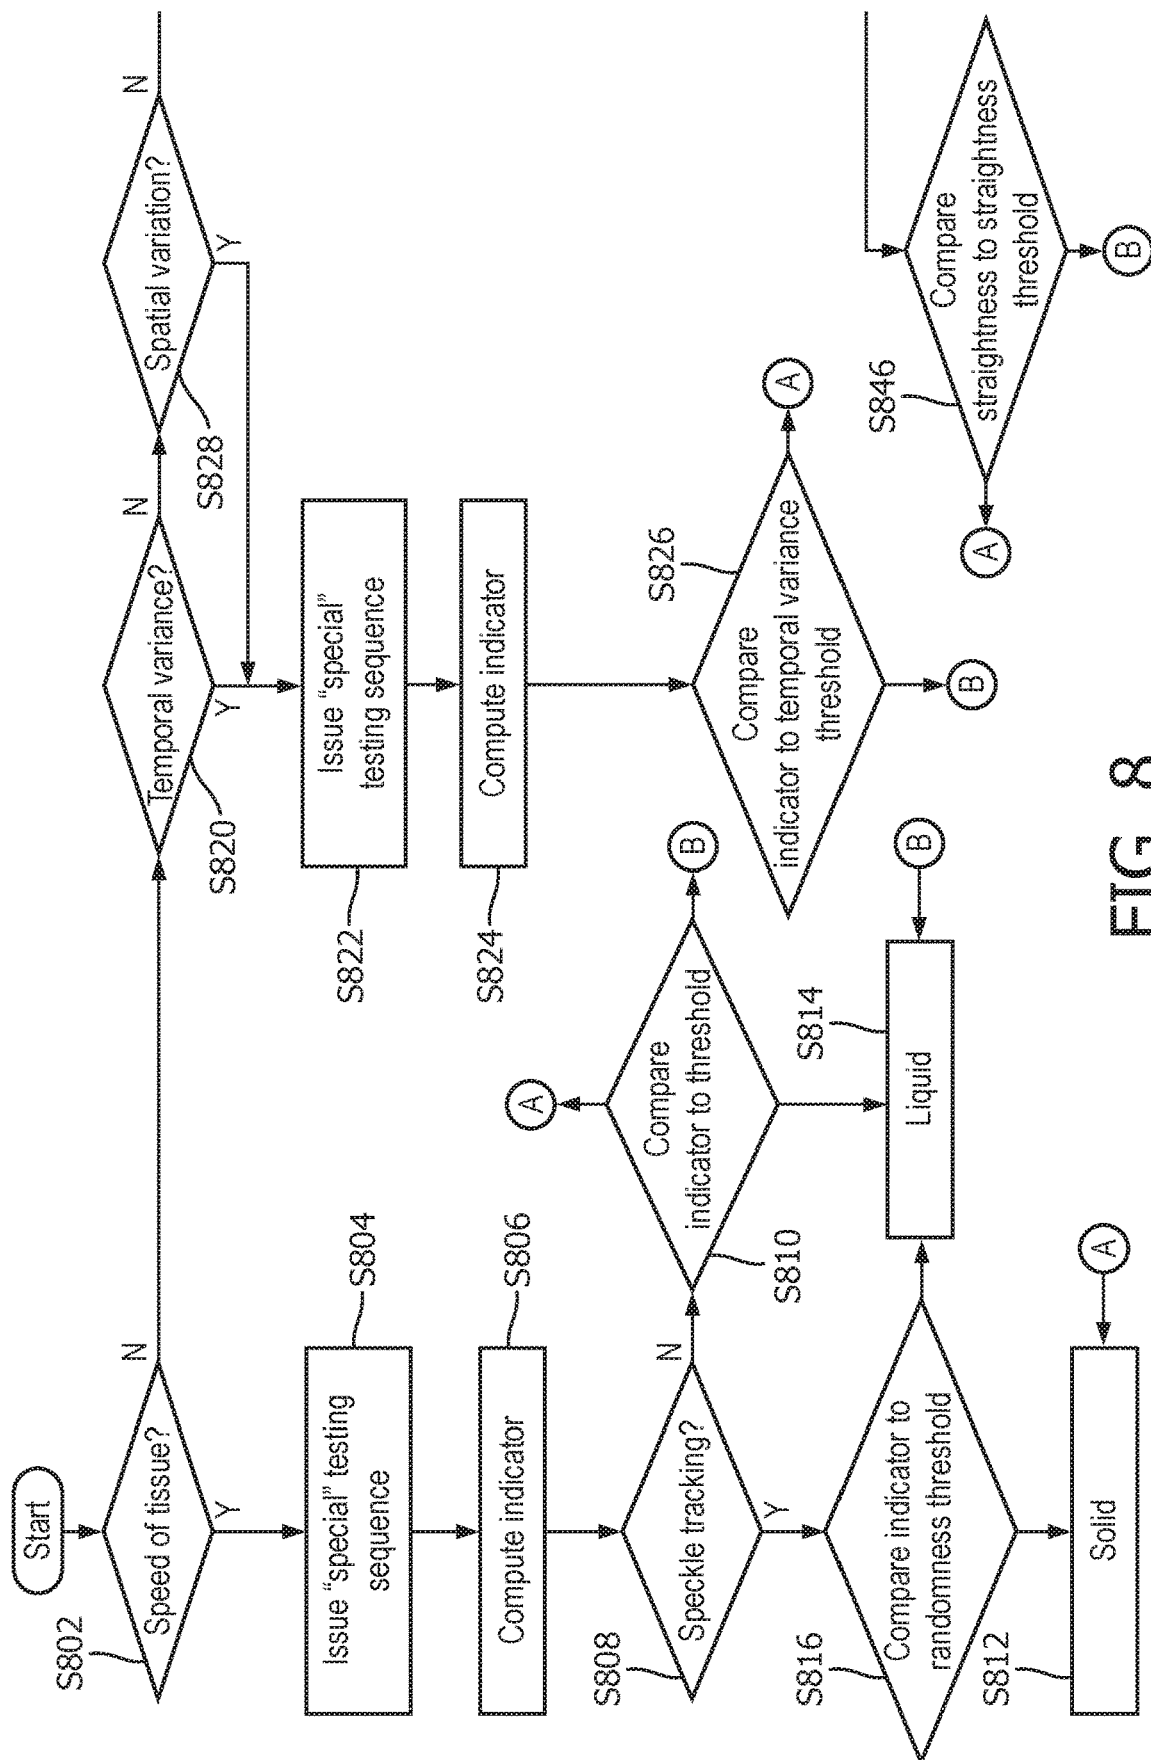 Start
S802
Speed of tissue?
N
Y
Temporal variance?
N
Y
S820
Spatial variation?
N
Y
S828
Issue "special" testing
sequence
S804
Issue "special"
testing sequence
S822
Compute indicator
S806
Compute indicator
S824
Speckle tracking?
N
Y
S808
A
Compare
indicator to threshold
B
S810
Compare
indicator to temporal variance
threshold
S826
A
B
Compare indicator to
randomness threshold
S816
Liquid
S814
B
Compare
straightness to straightness
threshold
S846
A
B
Solid
S812
A
FIG. 8